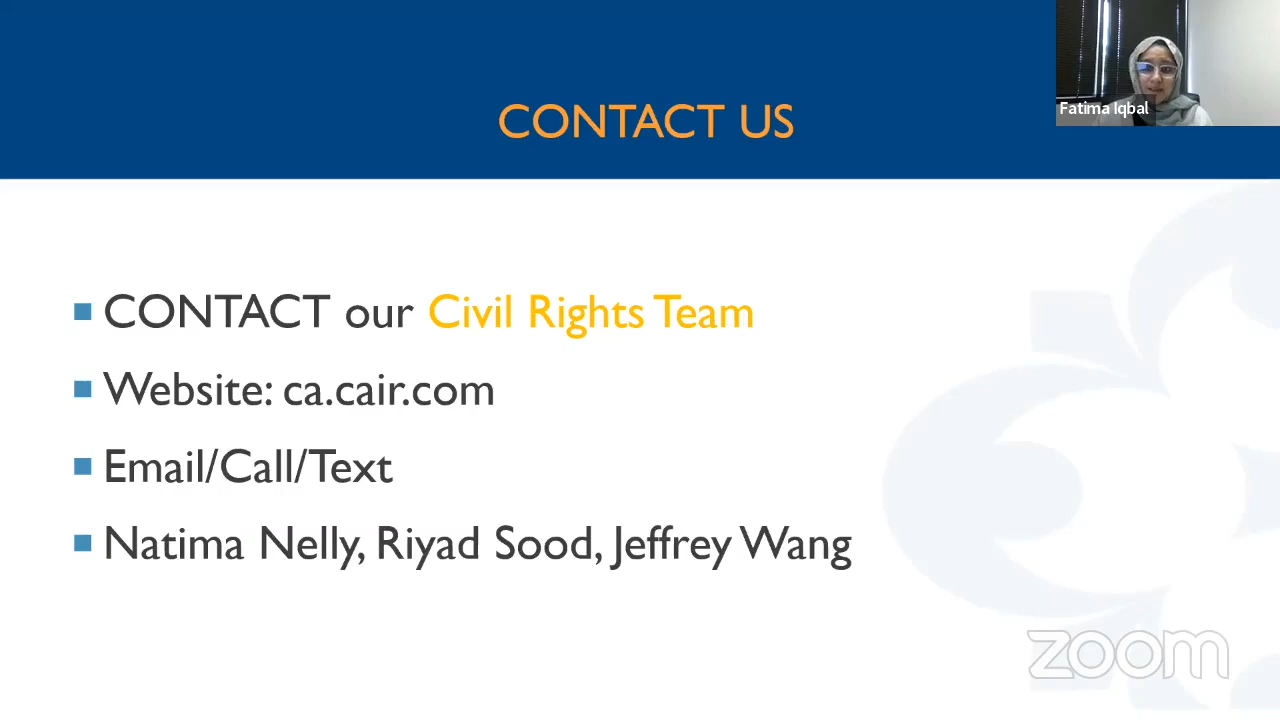 Fatima Iqbal
CONTACT US
CONTACT our Civil Rights Team
Website: ca.cair.com
Email/Call/Text
Natima Nelly, Riyad Sood, Jeffrey Wang
zoom